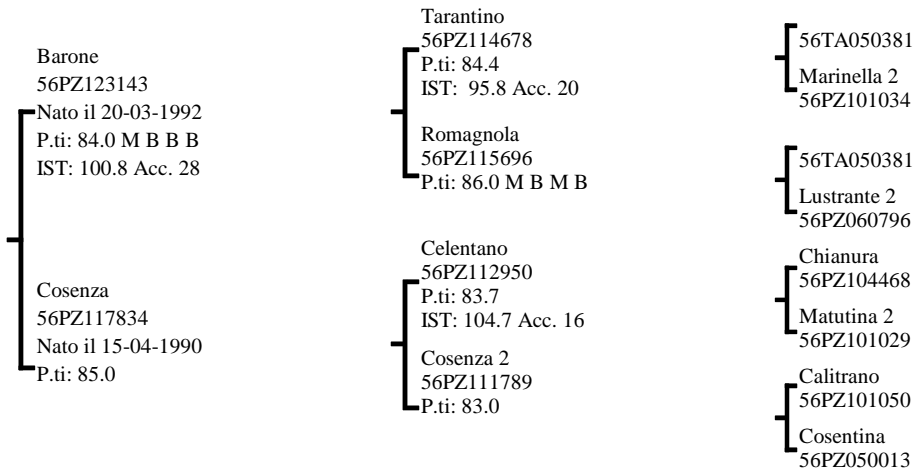 Barone
56PZ123143
Nato il 20-03-1992
P.ti: 84.0 M B B B
IST: 100.8 Acc. 28
Cosenza
56PZ117834
Nato il 15-04-1990
P.ti: 85.0
Tarantino
56PZ114678
P.ti: 84.4
IST:  95.8 Acc. 20
Romagnola
56PZ115696
P.ti: 86.0 M B M B
Celentano
56PZ112950
P.ti: 83.7
IST: 104.7 Acc. 16
Cosenza 2
56PZ111789
P.ti: 83.0
56TA050381
Marinella 2
56PZ101034
56TA050381
Lustrante 2
56PZ060796
Chianura
56PZ104468
Matutina 2
56PZ101029
Calitrano
56PZ101050
Cosentina
56PZ050013